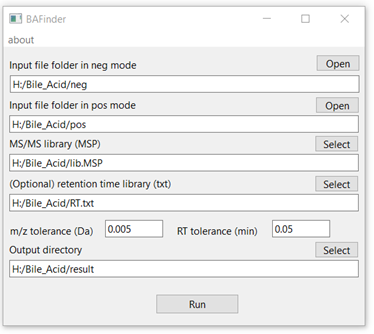 BAFinder
about
Input file folder in neg mode Open
H:/Bile_Acid/neg
Input file folder in pos mode Open
H:/Bile_Acid/pos
MS/MS library (MSP) Select
H:/Bile_Acid/lib.MSP
(Optional) retention time library (txt) Select
H:/Bile_Acid/RT.txt
m/z tolerance (Da) 0.005 RT tolerance (min) 0.05
Output directory Select
H:/Bile_Acid/result
Run